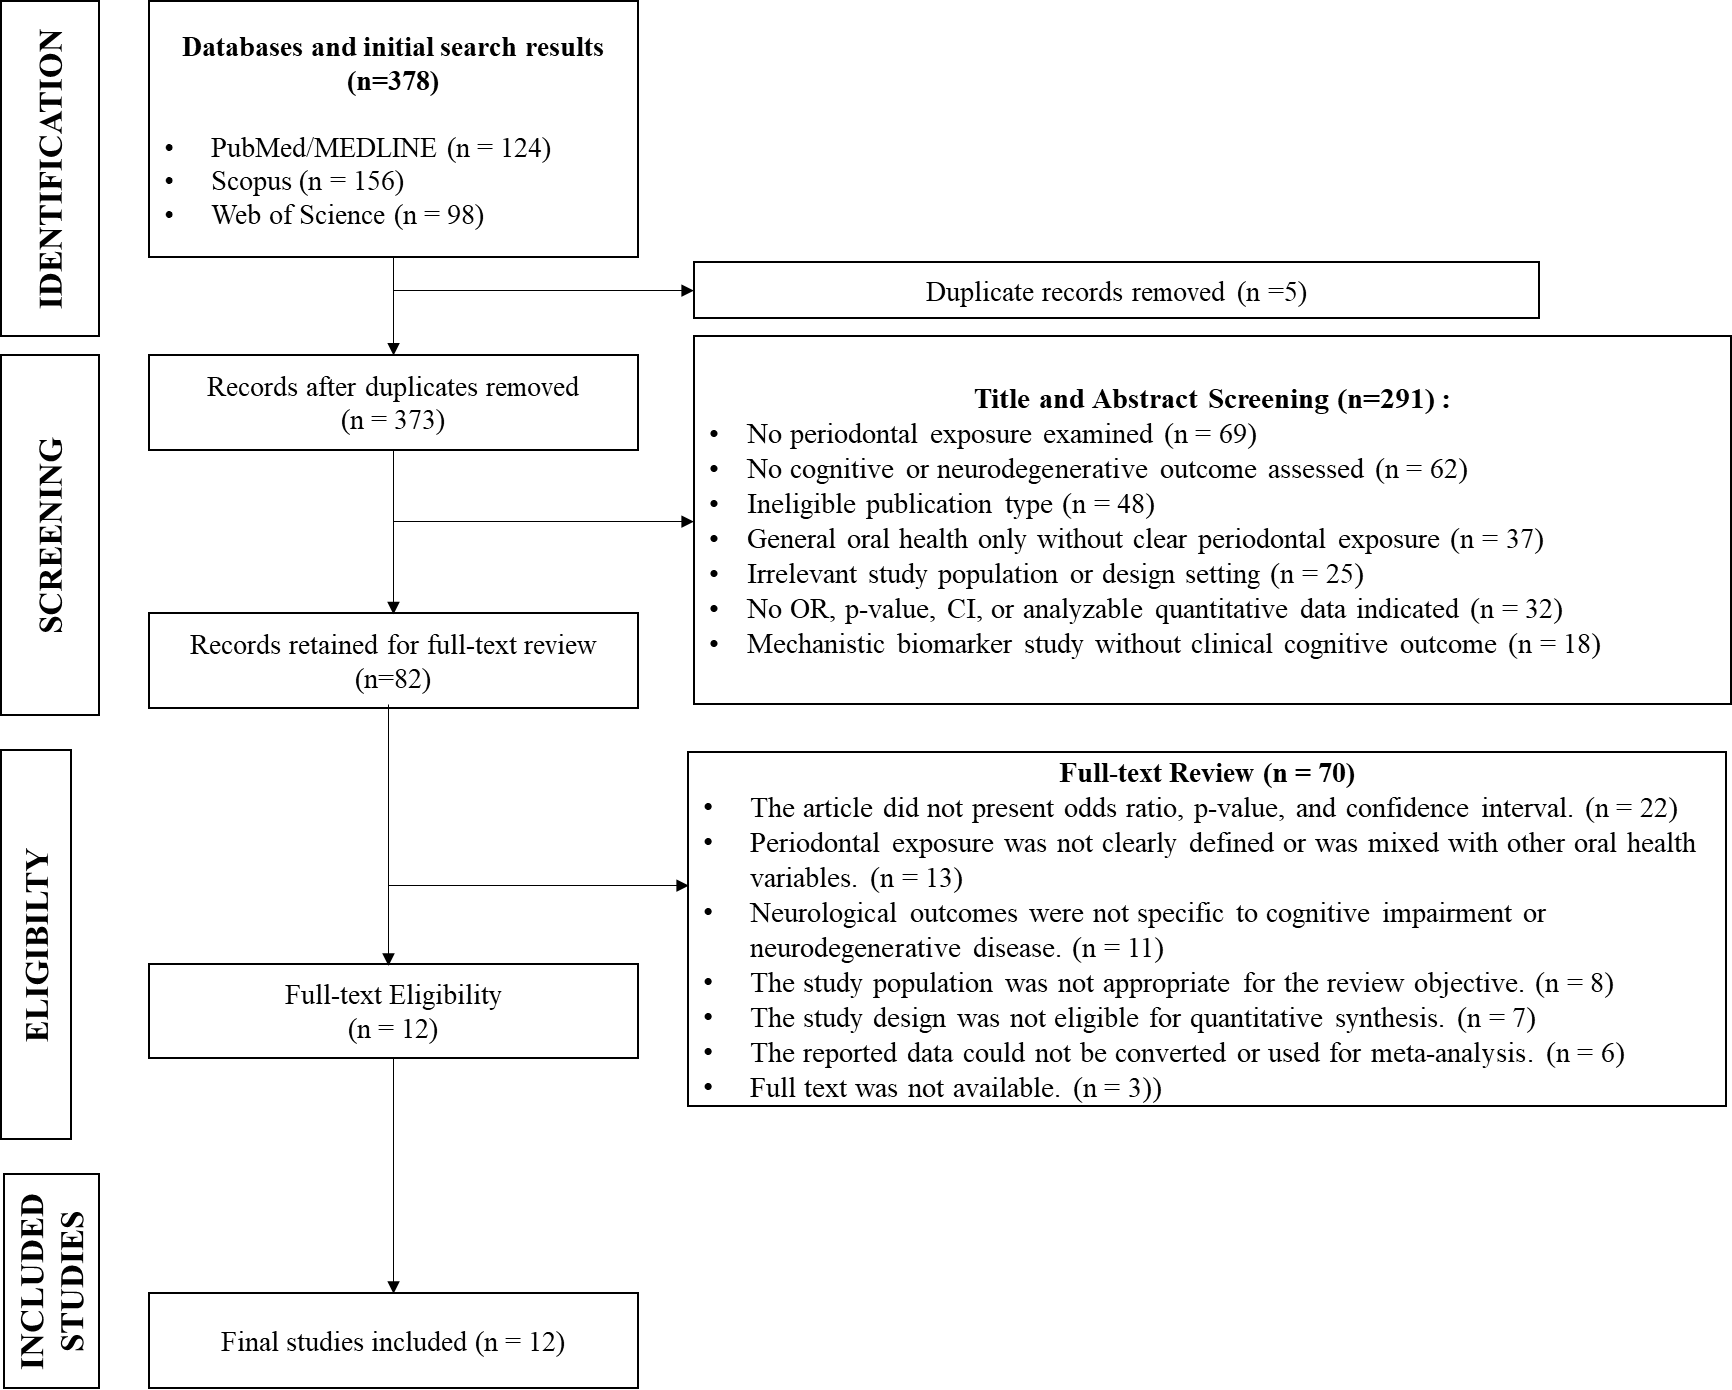 IDENTIFICATION
Databases and initial search results
(n=378)
• PubMed/MEDLINE (n = 124)
• Scopus (n = 156)
• Web of Science (n = 98)
Duplicate records removed (n =5)
SCREENING
Records after duplicates removed
(n = 373)
Title and Abstract Screening (n=291) :
• No periodontal exposure examined (n = 69)
• No cognitive or neurodegenerative outcome assessed (n = 62)
• Ineligible publication type (n = 48)
• General oral health only without clear periodontal exposure (n = 37)
• Irrelevant study population or design setting (n = 25)
• No OR, p-value, CI, or analyzable quantitative data indicated (n = 32)
• Mechanistic biomarker study without clinical cognitive outcome (n = 18)
Records retained for full-text review
(n=82)
ELIGIBILTY
Full-text Review (n = 70)
• The article did not present odds ratio, p-value, and confidence interval. (n = 22)
• Periodontal exposure was not clearly defined or was mixed with other oral health
variables. (n = 13)
• Neurological outcomes were not specific to cognitive impairment or
neurodegenerative disease. (n = 11)
• The study population was not appropriate for the review objective. (n = 8)
• The study design was not eligible for quantitative synthesis. (n = 7)
• The reported data could not be converted or used for meta-analysis. (n = 6)
• Full text was not available. (n = 3))
Full-text Eligibility
(n = 12)
INCLUDED
STUDIES
Final studies included (n = 12)